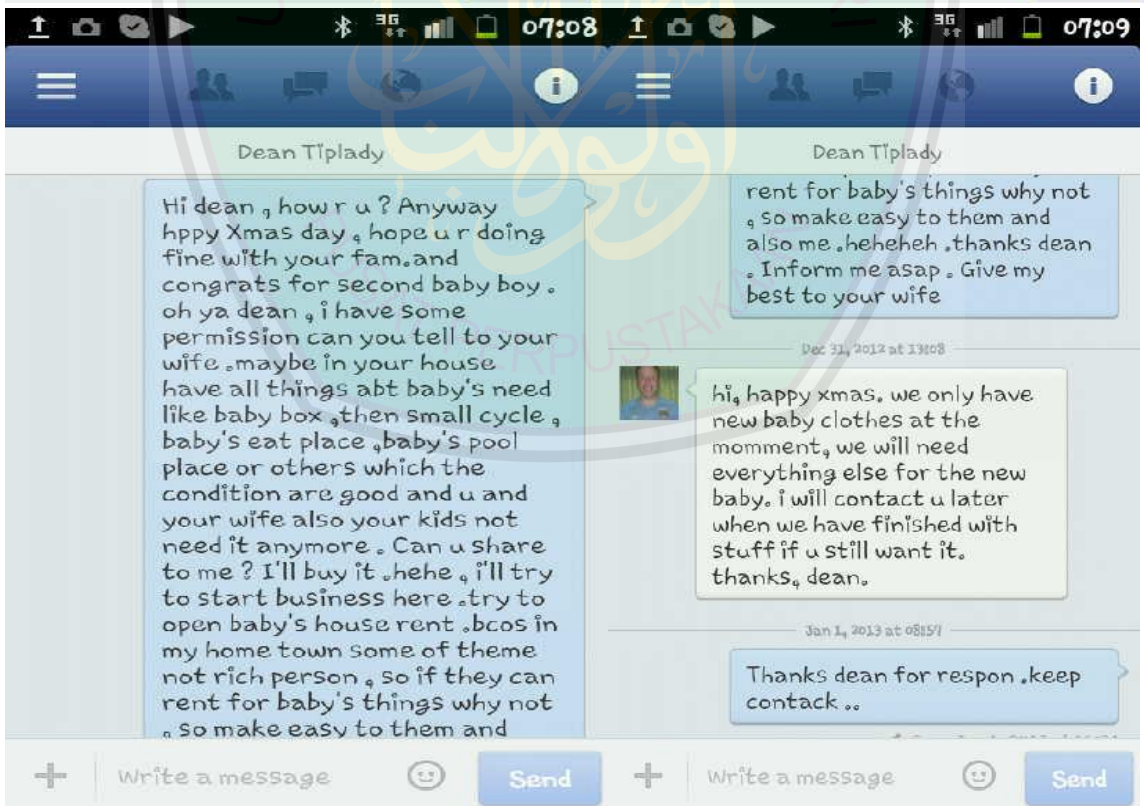 07:08
Dean Tiplady
Hi dean , how r u ? Anyway
hppy Xmas day , hope u r doing
fine with your fam.and
congrats for second baby boy .
oh ya dean , i have some
permission can you tell to your
wife .maybe in your house
have all things abt baby's need
like baby box ,then small cycle ,
baby's eat place ,baby's pool
place or others which the
condition are good and u and
your wife also your kids not
need it anymore . Can u share
to me ? I'll buy it .hehe , i'll try
to start business here .try to
open baby's house rent .bcos in
my home town some of theme
not rich person , so if they can
rent for baby's things why not
, so make easy to them and
Write a message
Send
3G
07:09
Dean Tiplady
rent for baby's things why not
, so make easy to them and
also me .heheheh .thanks dean
. Inform me asap . Give my
best to your wife
Dec 31, 2012 at 13:08
hi, happy xmas. we only have
new baby clothes at the
momment, we will need
everything else for the new
baby. i will contact u later
when we have finished with
stuff if u still want it.
thanks, dean.
Jan 1, 2013 at 08:57
Thanks dean for respon .keep
contack ..
Write a message
Send
3G
PERPUSTAKAAN